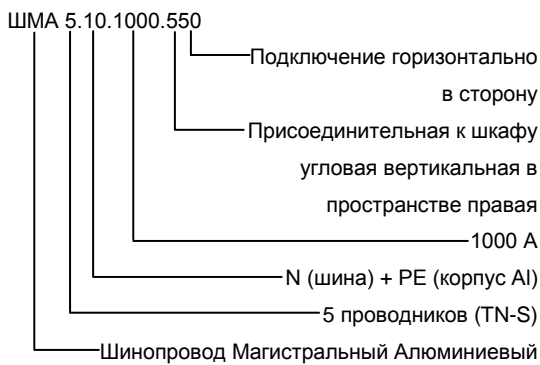 ШМА 5.10.1000.550
Подключение горизонтально
в сторону
Присоединительная к шкафу
угловая вертикальная в
пространстве правая
1000 А
N (шина) + PE (корпус Al)
5 проводников (TN-S)
Шинопровод Магистральный Алюминиевый